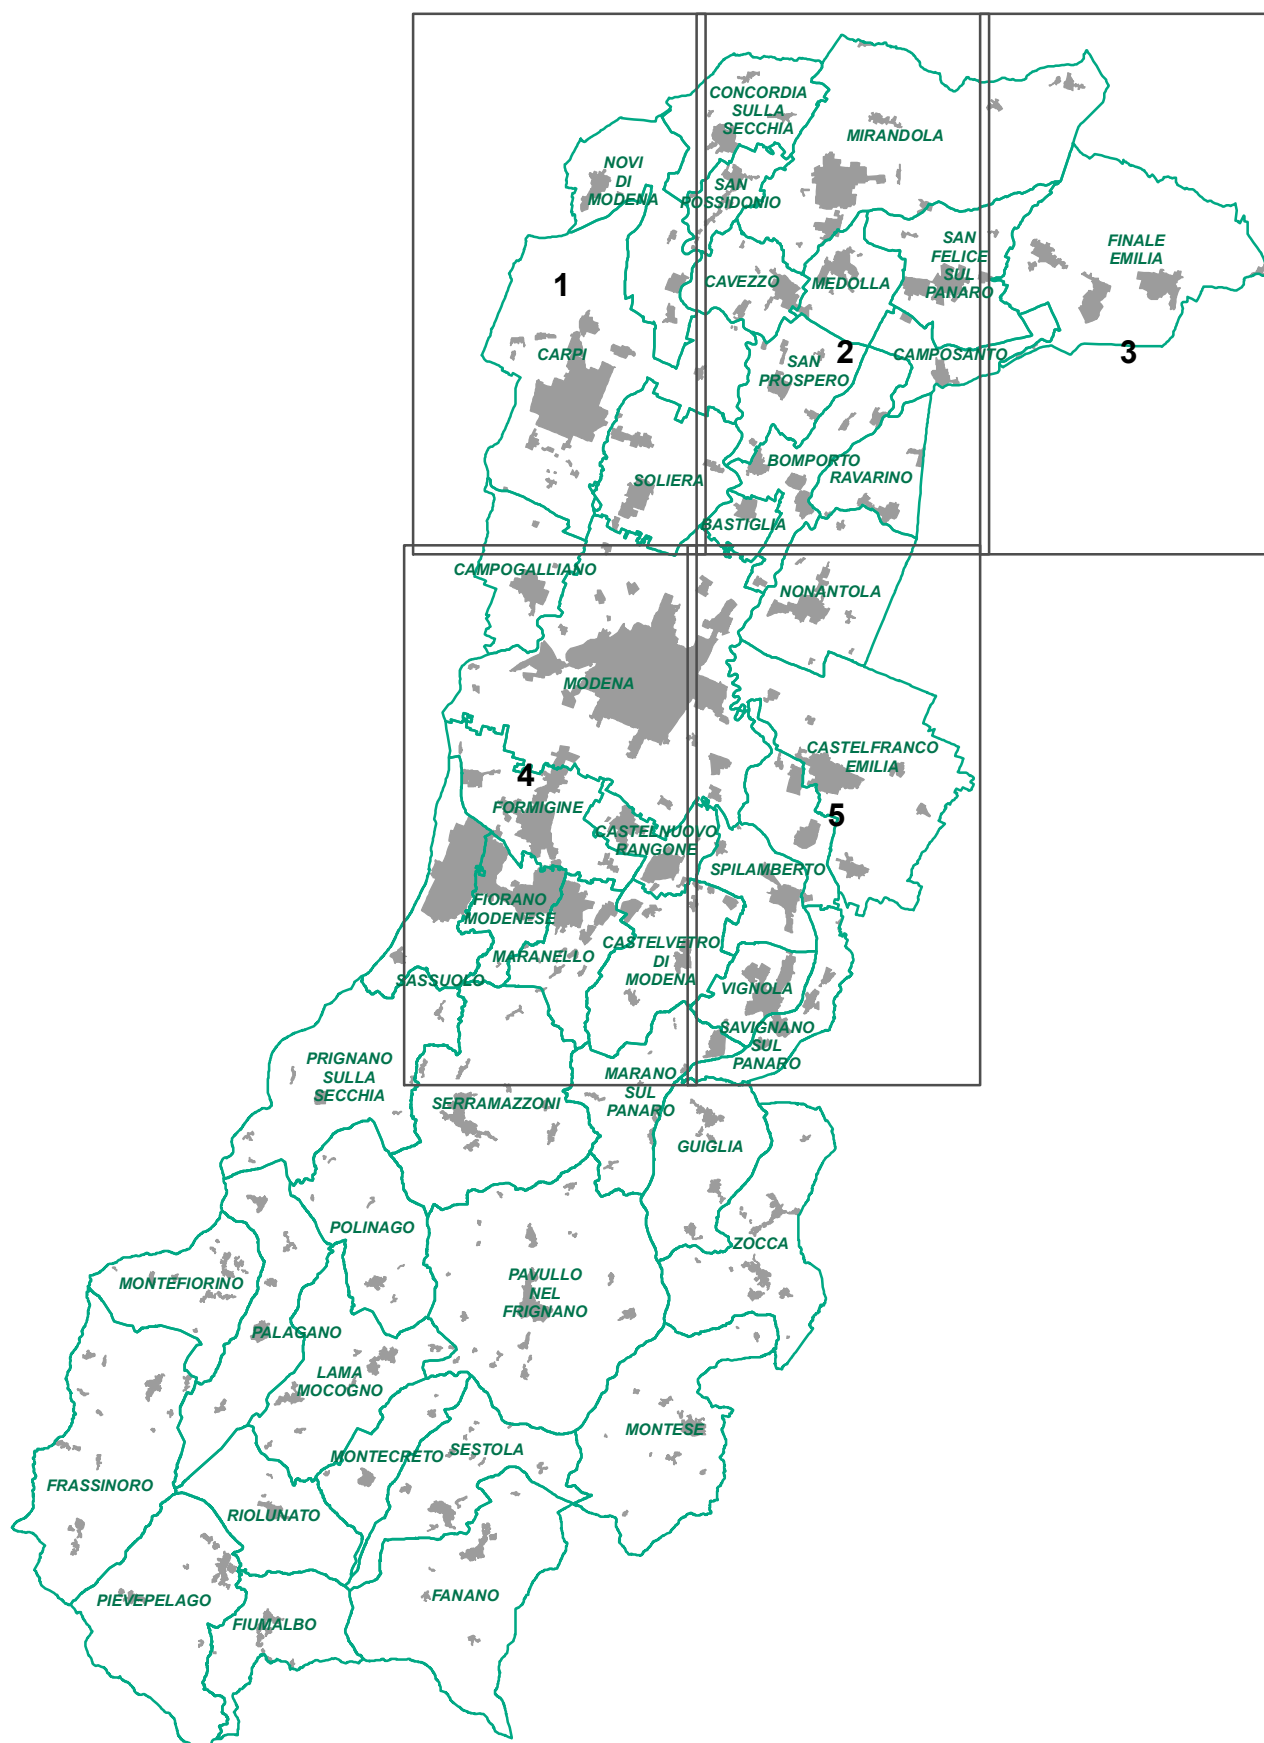 CONCORDIA
SULLA
SECCHIA
MIRANDOLA
NOVI
DI
MODENA
SAN
POSSIDONIO
SAN
FELICE
SUL
PANARO
FINALE
EMILIA
1
CAVEZZO
MEDOLLA
CARPI
SAN
PROSPERO
2
CAMPOSANTO
3
SOLIERA
BOMPORTO
RAVARINO
BASTIGLIA
CAMPOGALLIANO
NONANTOLA
MODENA
CASTELFRANCO
EMILIA
4
FORMIGINE
CASTELNUOVO
RANGONE
5
SPILAMBERTO
FIORANO
MODENESE
MARANELLO
CASTELVETRO
DI
MODENA
SASSUOLO
VIGNOLA
SAVIGNANO
SUL
PANARO
PRIGNANO
SULLA
SECCHIA
SERRAMAZZONI
MARANO
SUL
PANARO
GUIGLIA
POLINAGO
ZOCCA
MONTEFIORINO
PAVULLO
NEL
FRIGNANO
PALAGANO
LAMA
MOCOGNO
MONTESE
MONTECRETO
SESTOLA
FRASSINORO
RIOLUNATO
PIEVEPELAGO
FIUMALBO
FANANO